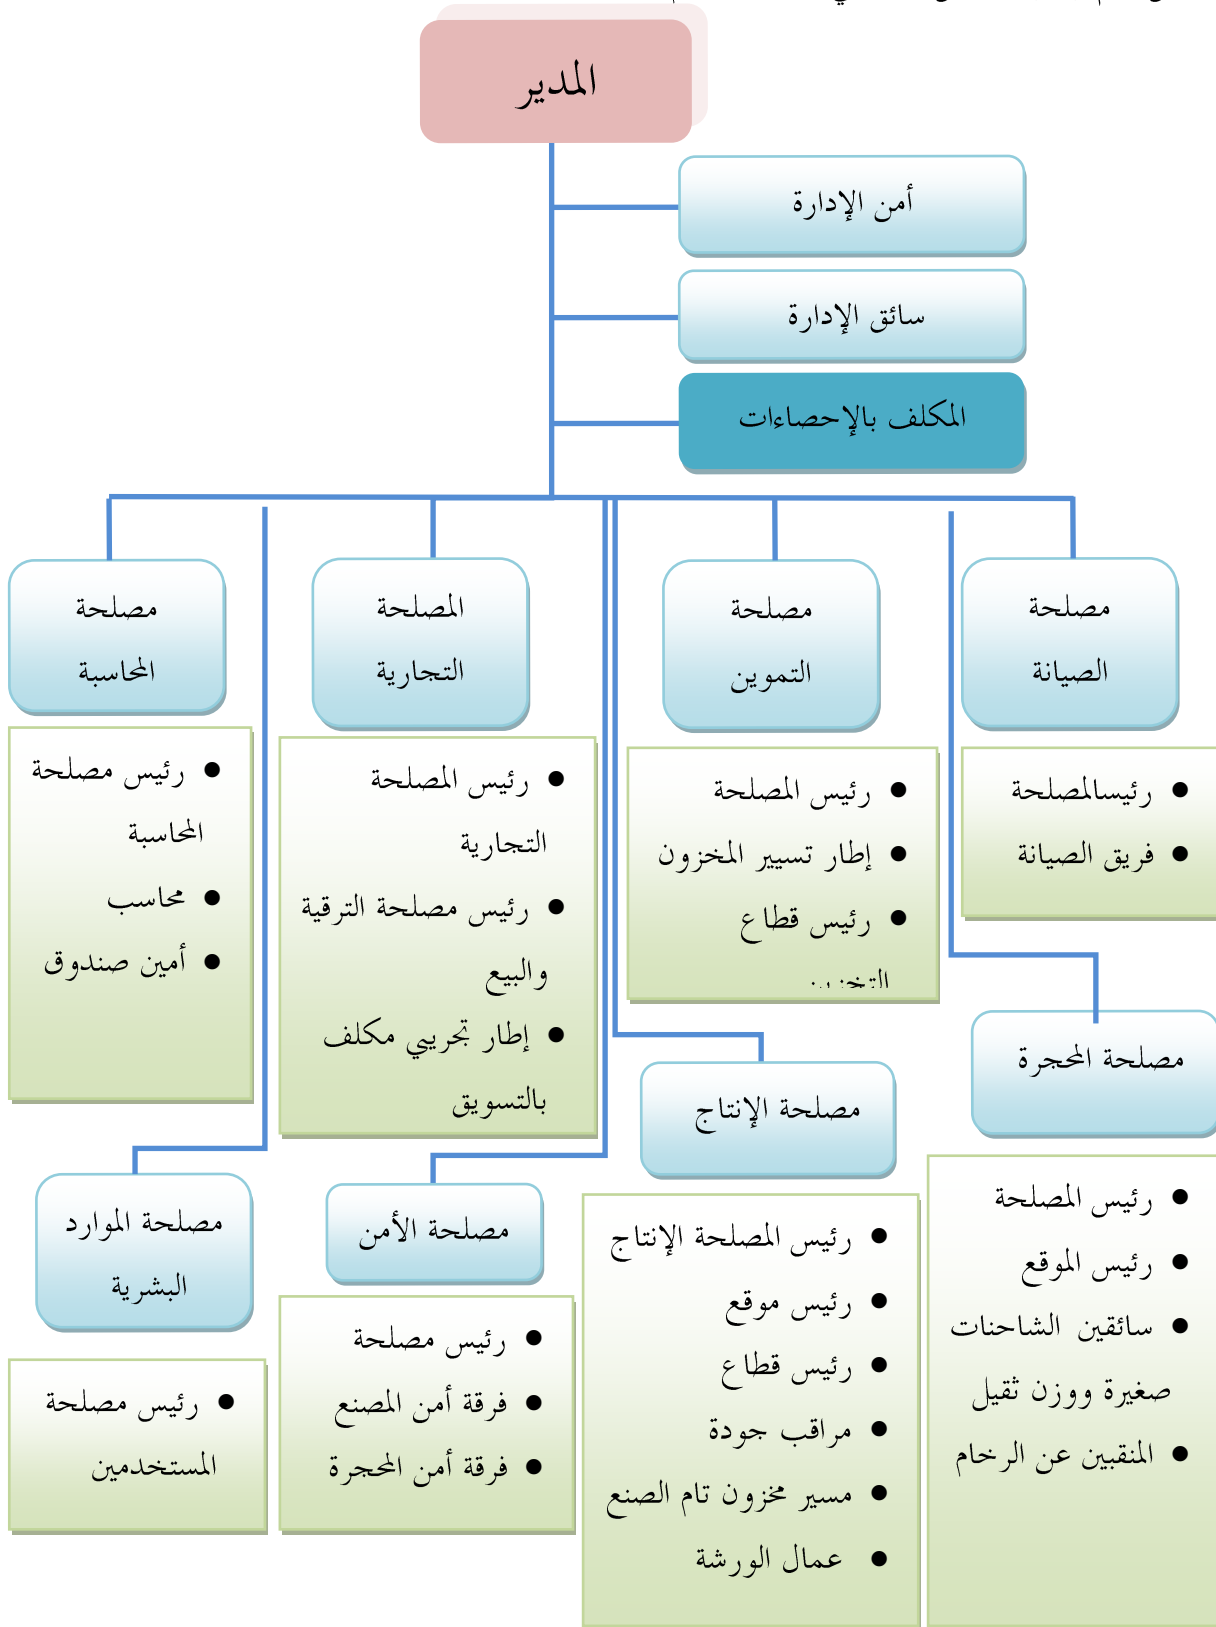 المدير
أمن الإدارة
سائق الإدارة
المكلف بالإحصاءات
مصلحة
الصيانة
● رئيسالمصلحة
● فريق الصيانة
مصلحة
التموين
● رئيس المصلحة
● إطار تسيير المخزون
● رئيس قطاع
التخزين
المصلحة
التجارية
● رئيس المصلحة
التجارية
● رئيس مصلحة الترقية
والبيع
● إطار تجريبي مكلف
بالتسويق
مصلحة
المحاسبة
● رئيس مصلحة
المحاسبة
● محاسب
● أمين صندوق
مصلحة المحجرة
● رئيس المصلحة
● رئيس الموقع
● سائقين الشاحنات
صغيرة ووزن ثقيل
● المنقبين عن الرخام
مصلحة الإنتاج
● رئيس المصلحة الإنتاج
● رئيس موقع
● رئيس قطاع
● مراقب جودة
● مسير مخزون تام الصنع
● عمال الورشة
مصلحة الأمن
● رئيس مصلحة
● فرقة أمن المصنع
● فرقة أمن المحجرة
مصلحة الموارد
البشرية
● رئيس مصلحة
المستخدمين